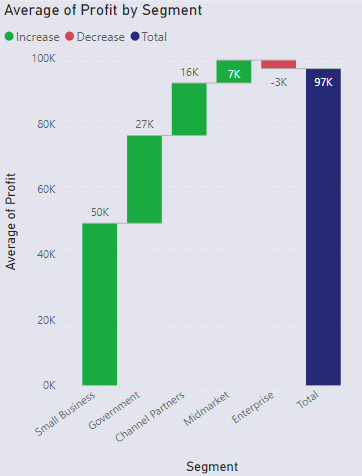 Average of Profit by Segment
Increase Decrease Total
100K
80K
60K
40K
20K
0K
Average of Profit
50K
27K
16K
7K
-3K
97K
Small Business
Government
Channel Partners
Midmarket
Enterprise
Total
Segment